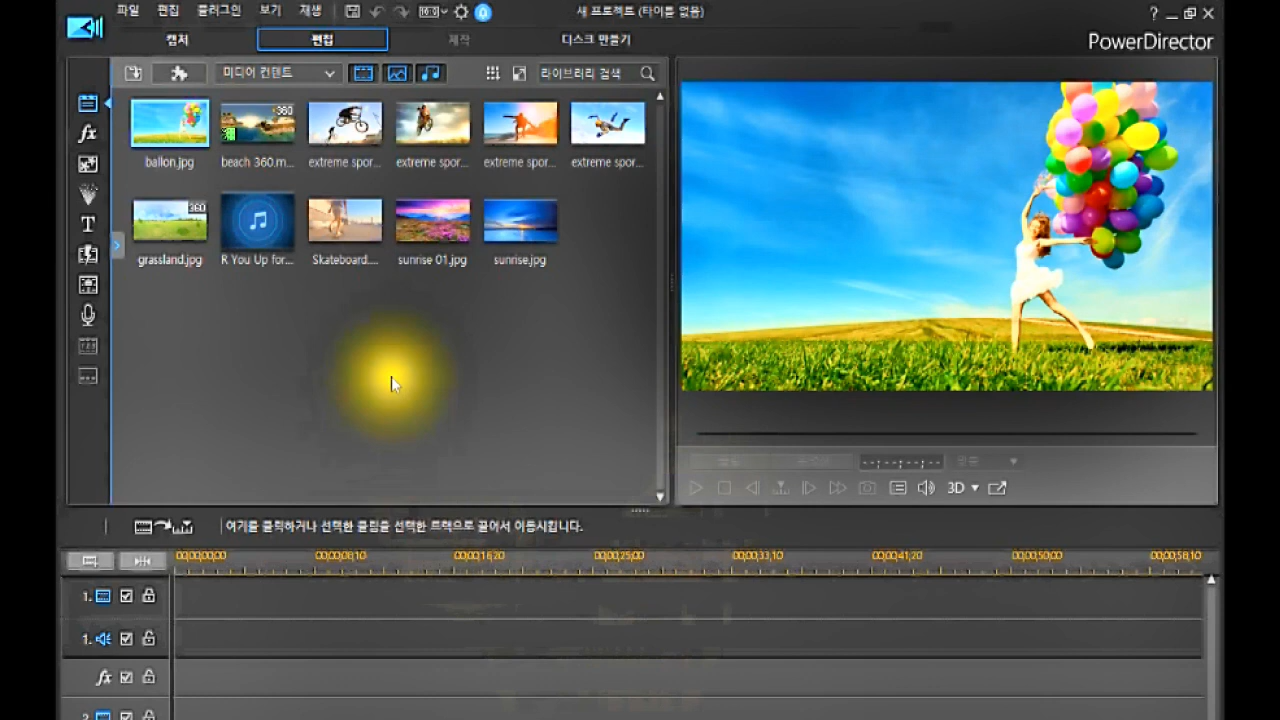 파일 편집 플러그인 보기 재생 새 프로젝트 (타이틀 없음) ?
캡처 편집 제작 디스크 만들기 PowerDirector
미디어 컨텐트 라이브러리 검색
360
ballon.jpg beach 360.m... extreme spor... extreme spor... extreme spor... extreme spor...
360
grassland.jpg R You Up for... Skateboard.... sunrise 01.jpg sunrise.jpg
fx
T
--;--;--;--
3D
여기를 클릭하거나 선택한 클립을 선택한 트랙으로 끌어서 이동시킵니다.
00;00;00;00 00;00;08;10 00;00;16;20 00;00;25;00 00;00;33;10 00;00;41;20 00;00;50;00 00;00;58;10
1.
1.
fx
2.